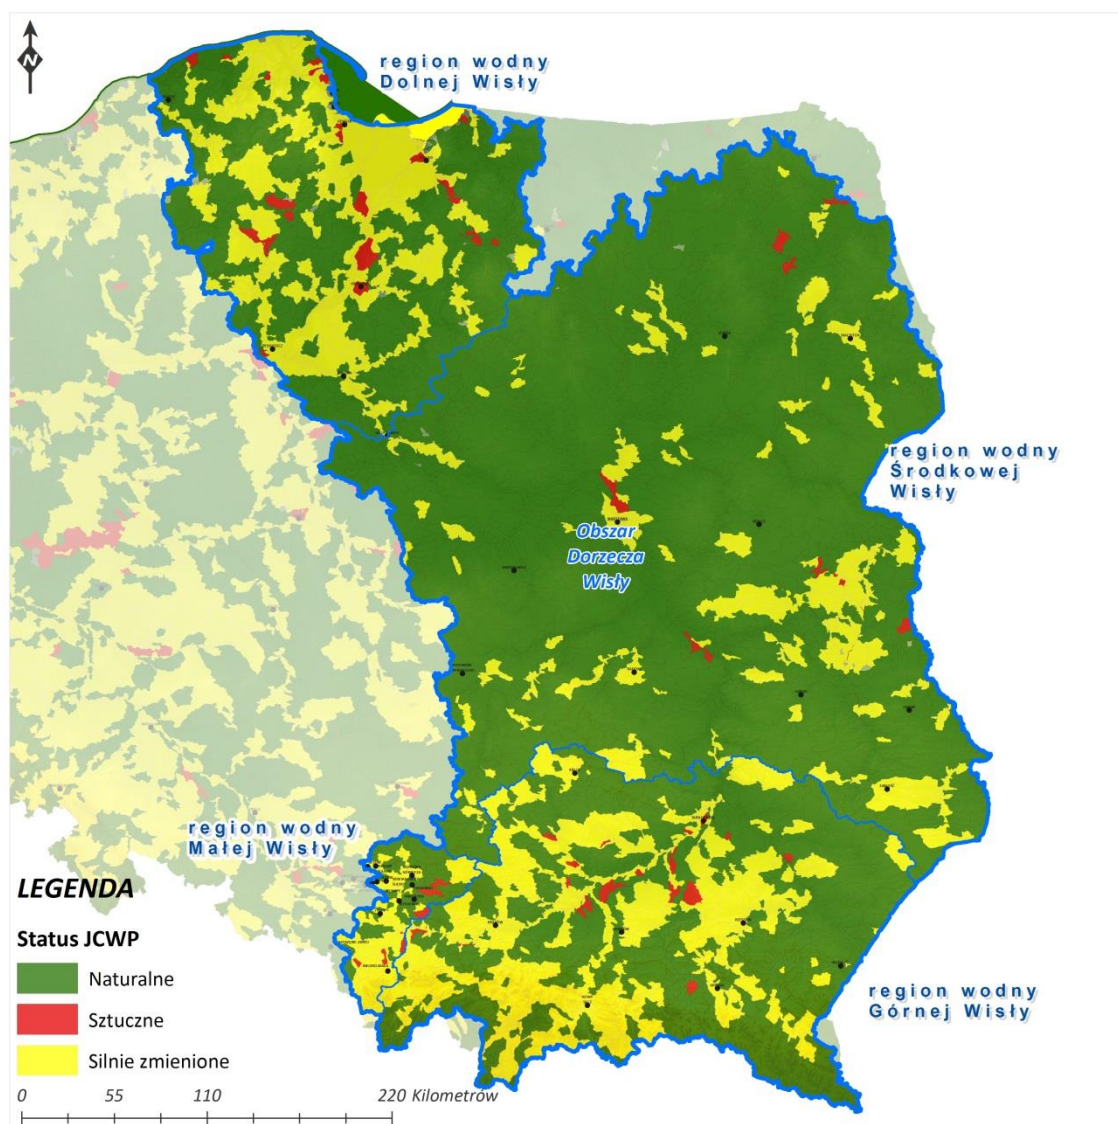 N
region wodny
Dolnej Wisły
region wodny
Środkowej
Wisły
Obszar
Dorzecza
Wisły
region wodny
Małej Wisły
LEGENDA
Status JCWP
Naturalne
Sztuczne
Silnie zmienione
region wodny
Górnej Wisły
0 55 110 220 Kilometrów